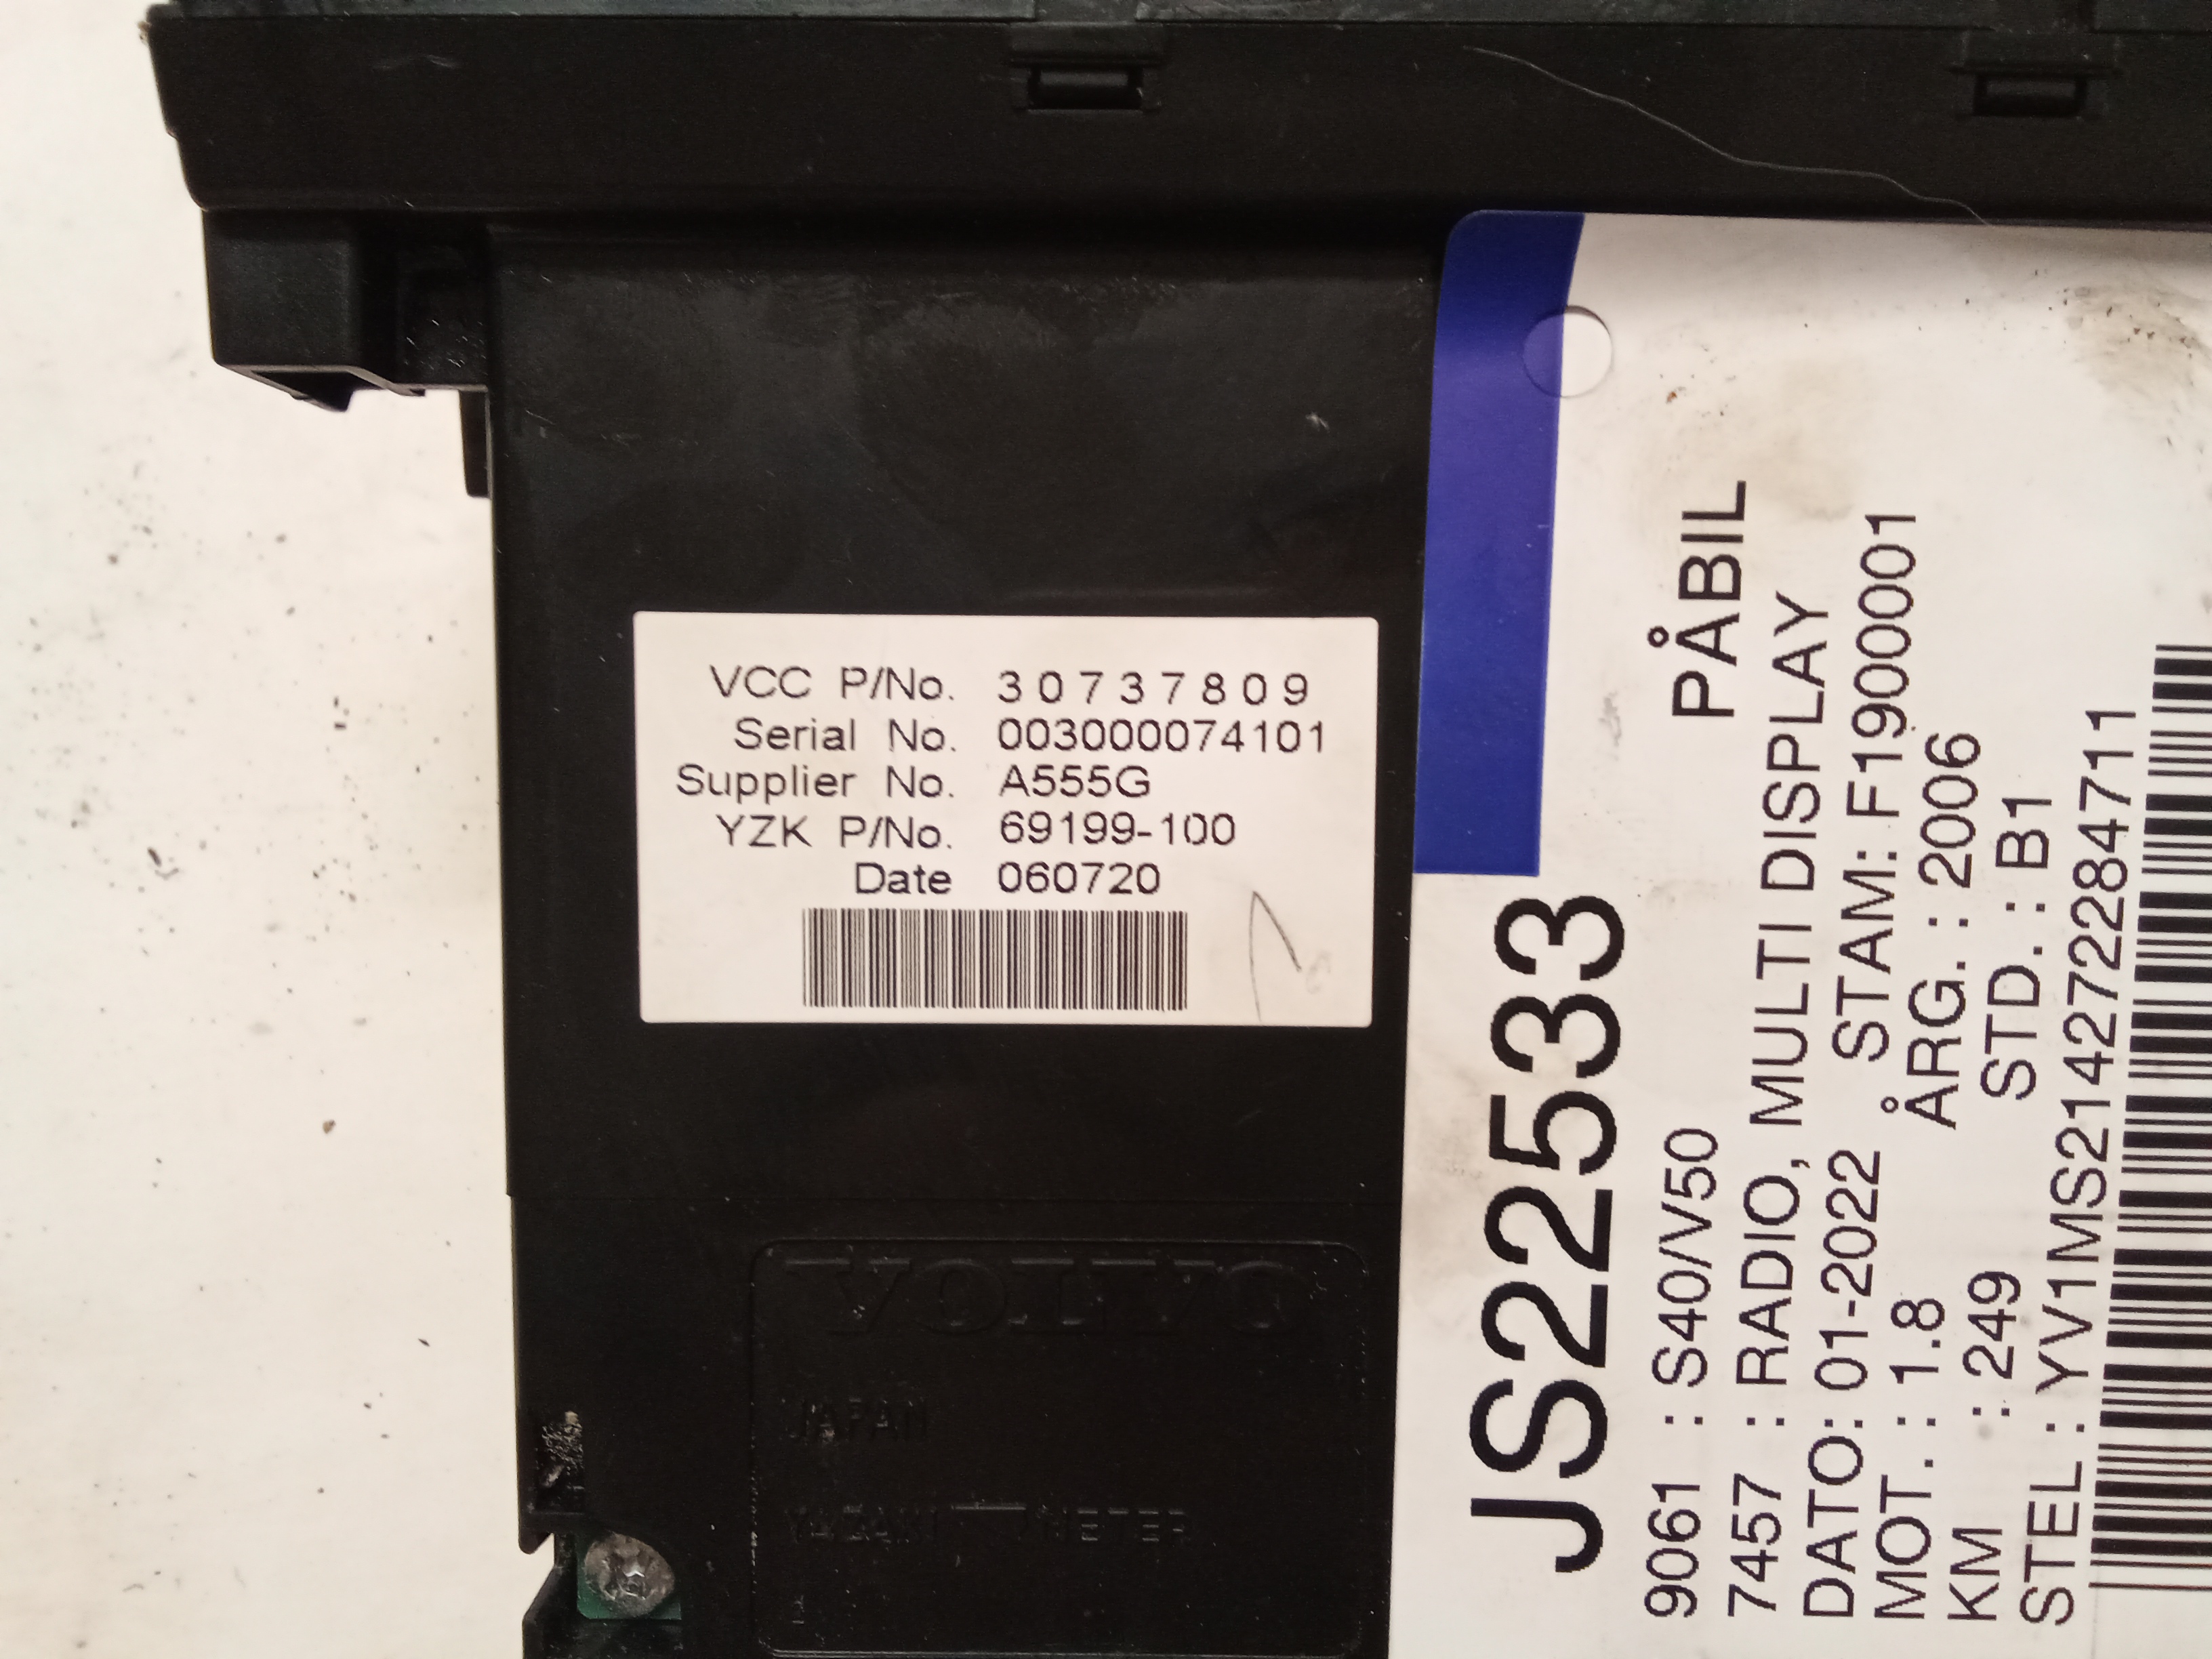 VCC P/No. 30737809
Serial No. 003000074101
Supplier No. A555G
YZK P/No. 69199-100
Date 060720
VOLVO
JAPAN
YAZAKI METER
JS22533
PÅBIL
9061 : S40/V50
7457 : RADIO, MULTI DISPLAY
DATO: 01-2022 STAM: F1900001
MOT. : 1.8 ÅRG. : 2006
KM : 249 STD. : B1
STEL : YV1MS214272284711